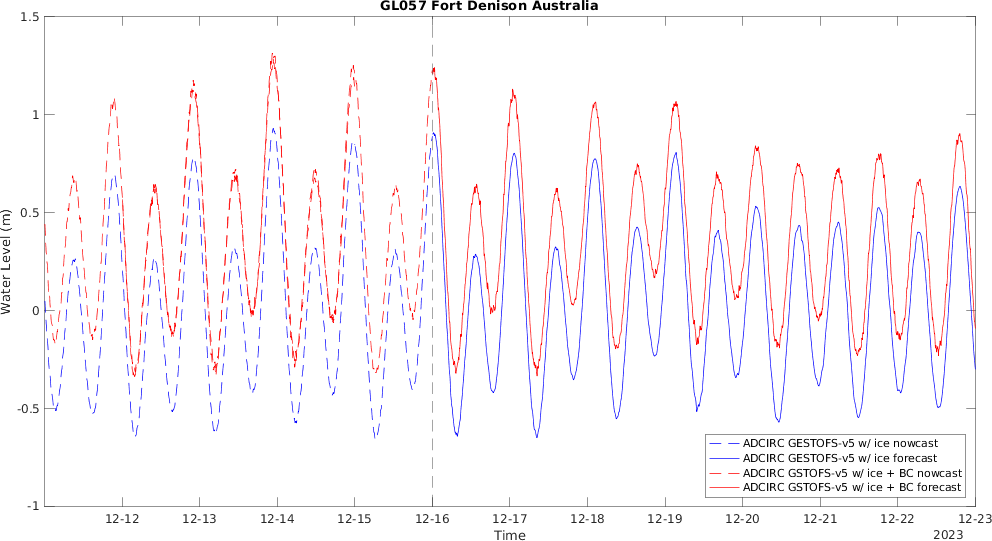 GL057 Fort Denison Australia
1.5
1
0.5
0
-0.5
-1
Water Level (m)
12-12
12-13
12-14
12-15
12-16
12-17
12-18
12-19
12-20
12-21
12-22
12-23
Time
2023
ADCIRC GESTOFS-v5 w/ ice nowcast
ADCIRC GESTOFS-v5 w/ ice forecast
ADCIRC GSTOFS-v5 w/ ice + BC nowcast
ADCIRC GSTOFS-v5 w/ ice + BC forecast